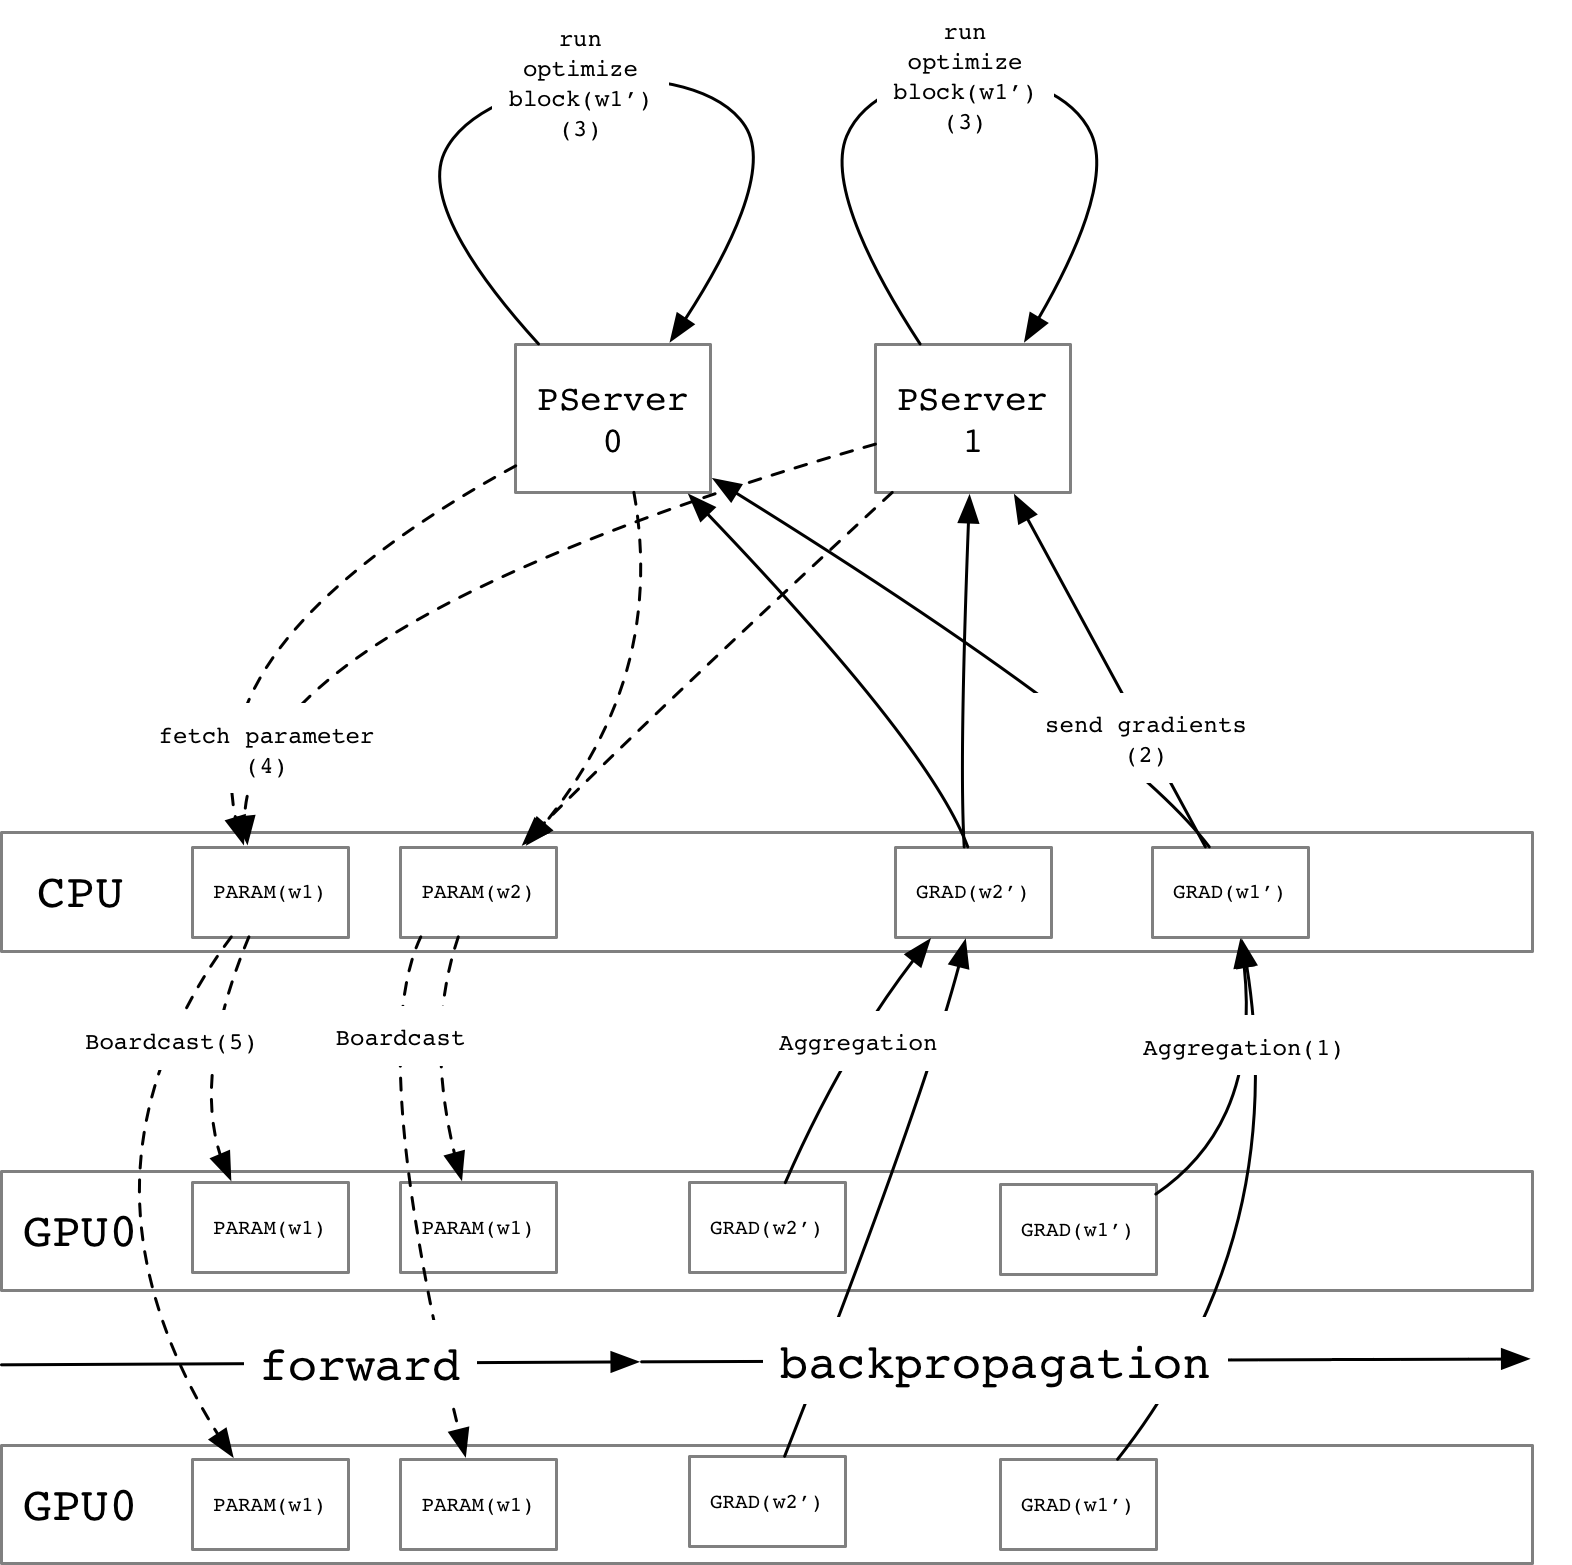 run
optimize
block(w1’)
(3)
run
optimize
block(w1’)
(3)
PServer
0
PServer
1
fetch parameter
(4)
send gradients
(2)
CPU
PARAM(w1)
PARAM(w2)
GRAD(w2’)
GRAD(w1’)
Boardcast(5)
Boardcast
Aggregation
Aggregation(1)
GPU0
PARAM(w1)
PARAM(w1)
GRAD(w2’)
GRAD(w1’)
forward
backpropagation
GPU0
PARAM(w1)
PARAM(w1)
GRAD(w2’)
GRAD(w1’)